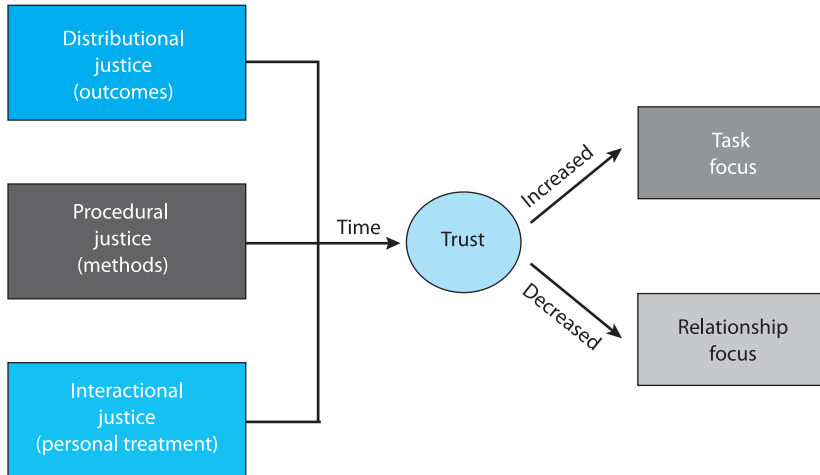 Distributional
justice
(outcomes)
Procedural
justice
(methods)
Interactional
justice
(personal treatment)
Time
Trust
Increased
Decreased
Task
focus
Relationship
focus